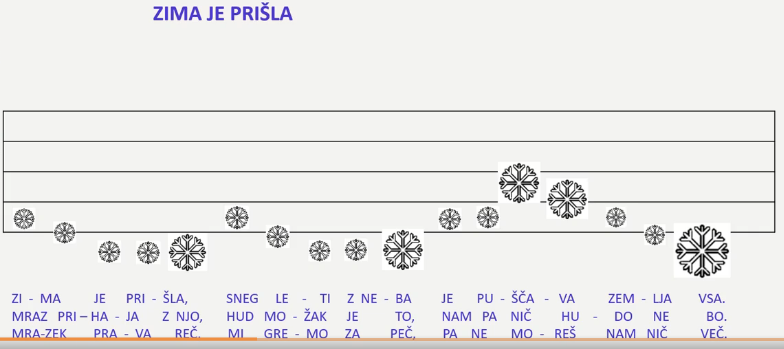 ZIMA JE PRIŠLA
ZI - MA JE PRI - ŠLA, SNEG LE - TI Z NE - BA JE PU - ŠČA - VA ZEM - LJA VSA.
MRAZ PRI – HA - JA Z NJO, HUD MO - ŽAK JE TO, NAM PA NIČ HU - DO NE BO.
MRA-ZEK PRA - VA REČ, MI GRE - MO ZA PEČ, PA NE MO - REŠ NAM NIČ VEČ.